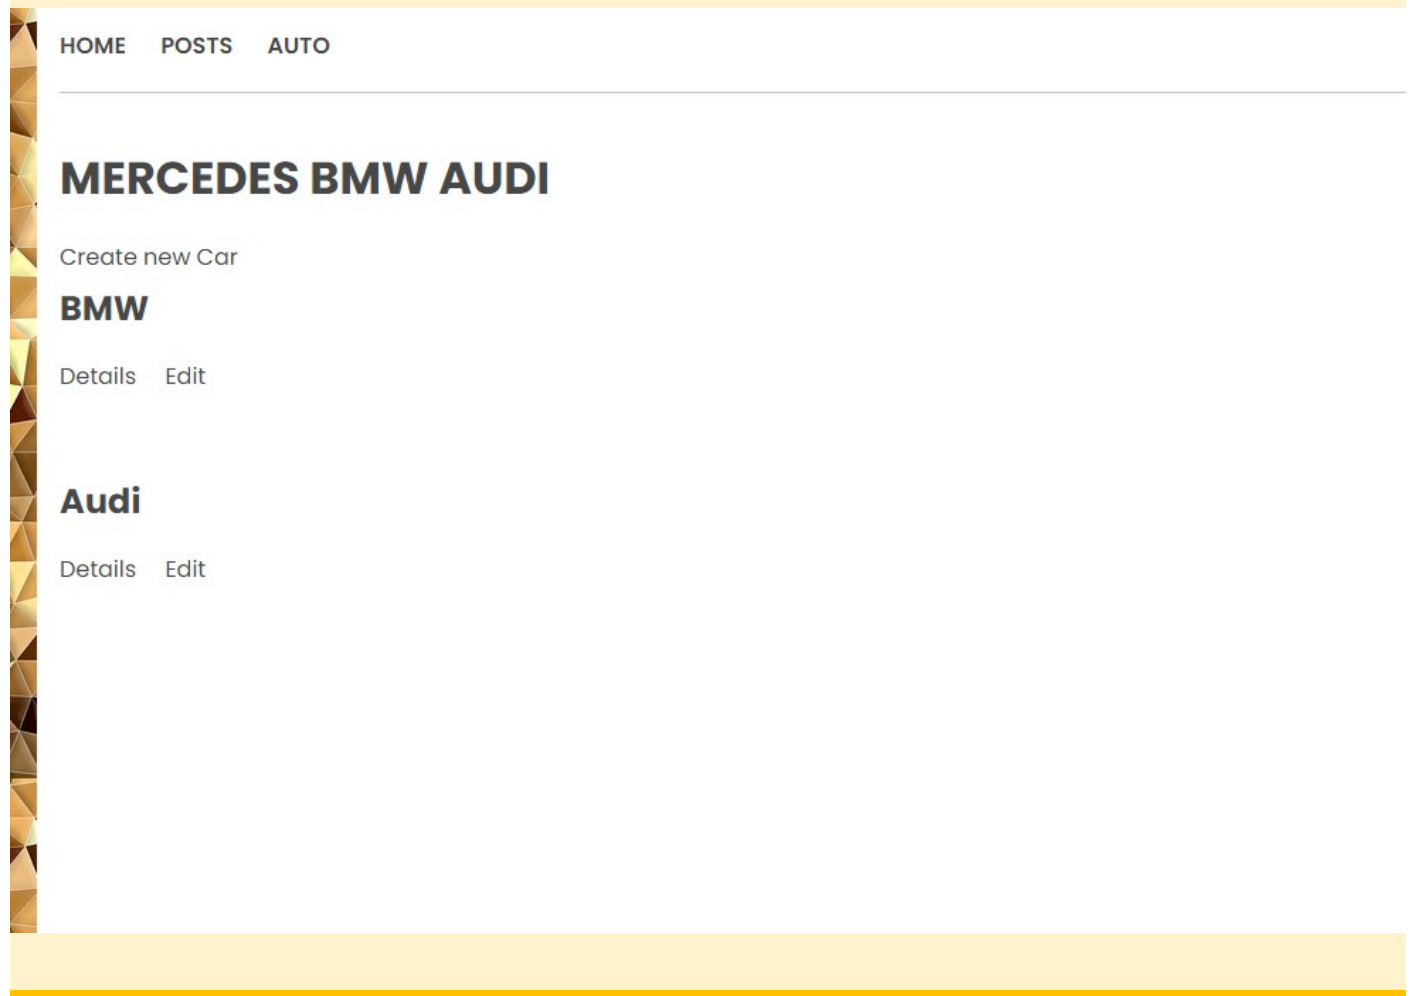 HOME POSTS AUTO
MERCEDES BMW AUDI
Create new Car
BMW
Details Edit
Audi
Details Edit